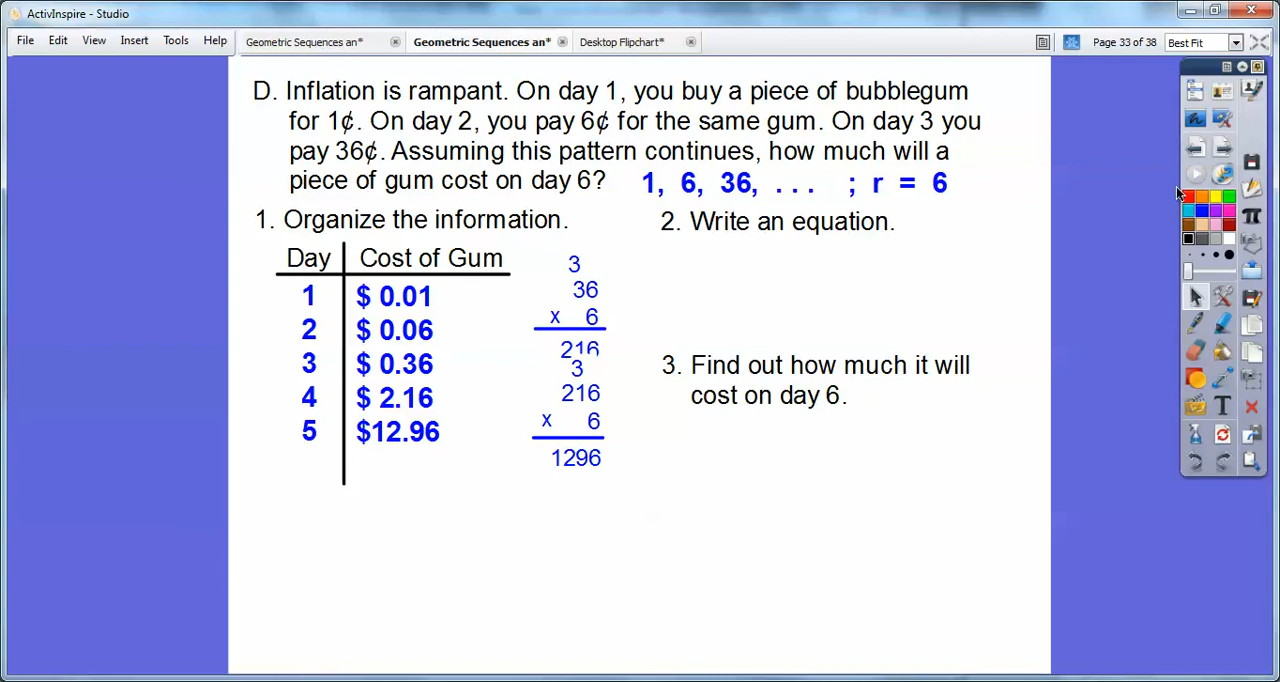 ActivInspire - Studio
File Edit View Insert Tools Help
Geometric Sequences an* Geometric Sequences an* Desktop Flipchart*
Page 33 of 38 Best Fit
D. Inflation is rampant. On day 1, you buy a piece of bubblegum
for 1¢. On day 2, you pay 6¢ for the same gum. On day 3 you
pay 36¢. Assuming this pattern continues, how much will a
piece of gum cost on day 6?
1, 6, 36, . . . ; r = 6
1. Organize the information.
Day Cost of Gum
1 $ 0.01
2 $ 0.06
3 $ 0.36
4 $ 2.16
5 $12.96
3
36
x 6
216
3
216
x 6
1296
2. Write an equation.
3. Find out how much it will
cost on day 6.